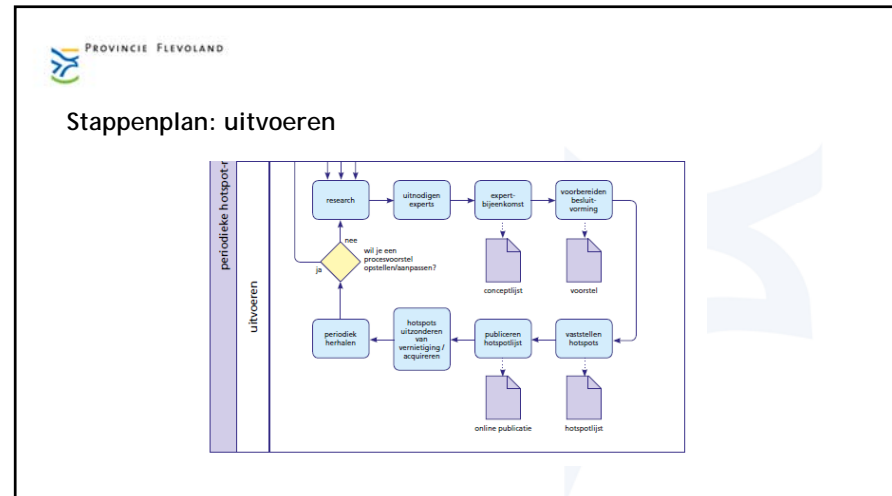 PROVINCIE FLEVOLAND
Stappenplan: uitvoeren
periodieke hotspot-
uitvoeren
research
uitnodigen
experts
expert-
bijeenkomst
voorbereiden
besluit-
vorming
nee
ja
wil je een
procesvoorstel
opstellen/aanpassen?
conceptlijst
voorstel
periodiek
herhalen
hotspots
uitzonderen
van
vernietiging /
acquireren
publiceren
hotspotlijst
vaststellen
hotspots
online publicatie
hotspotlijst